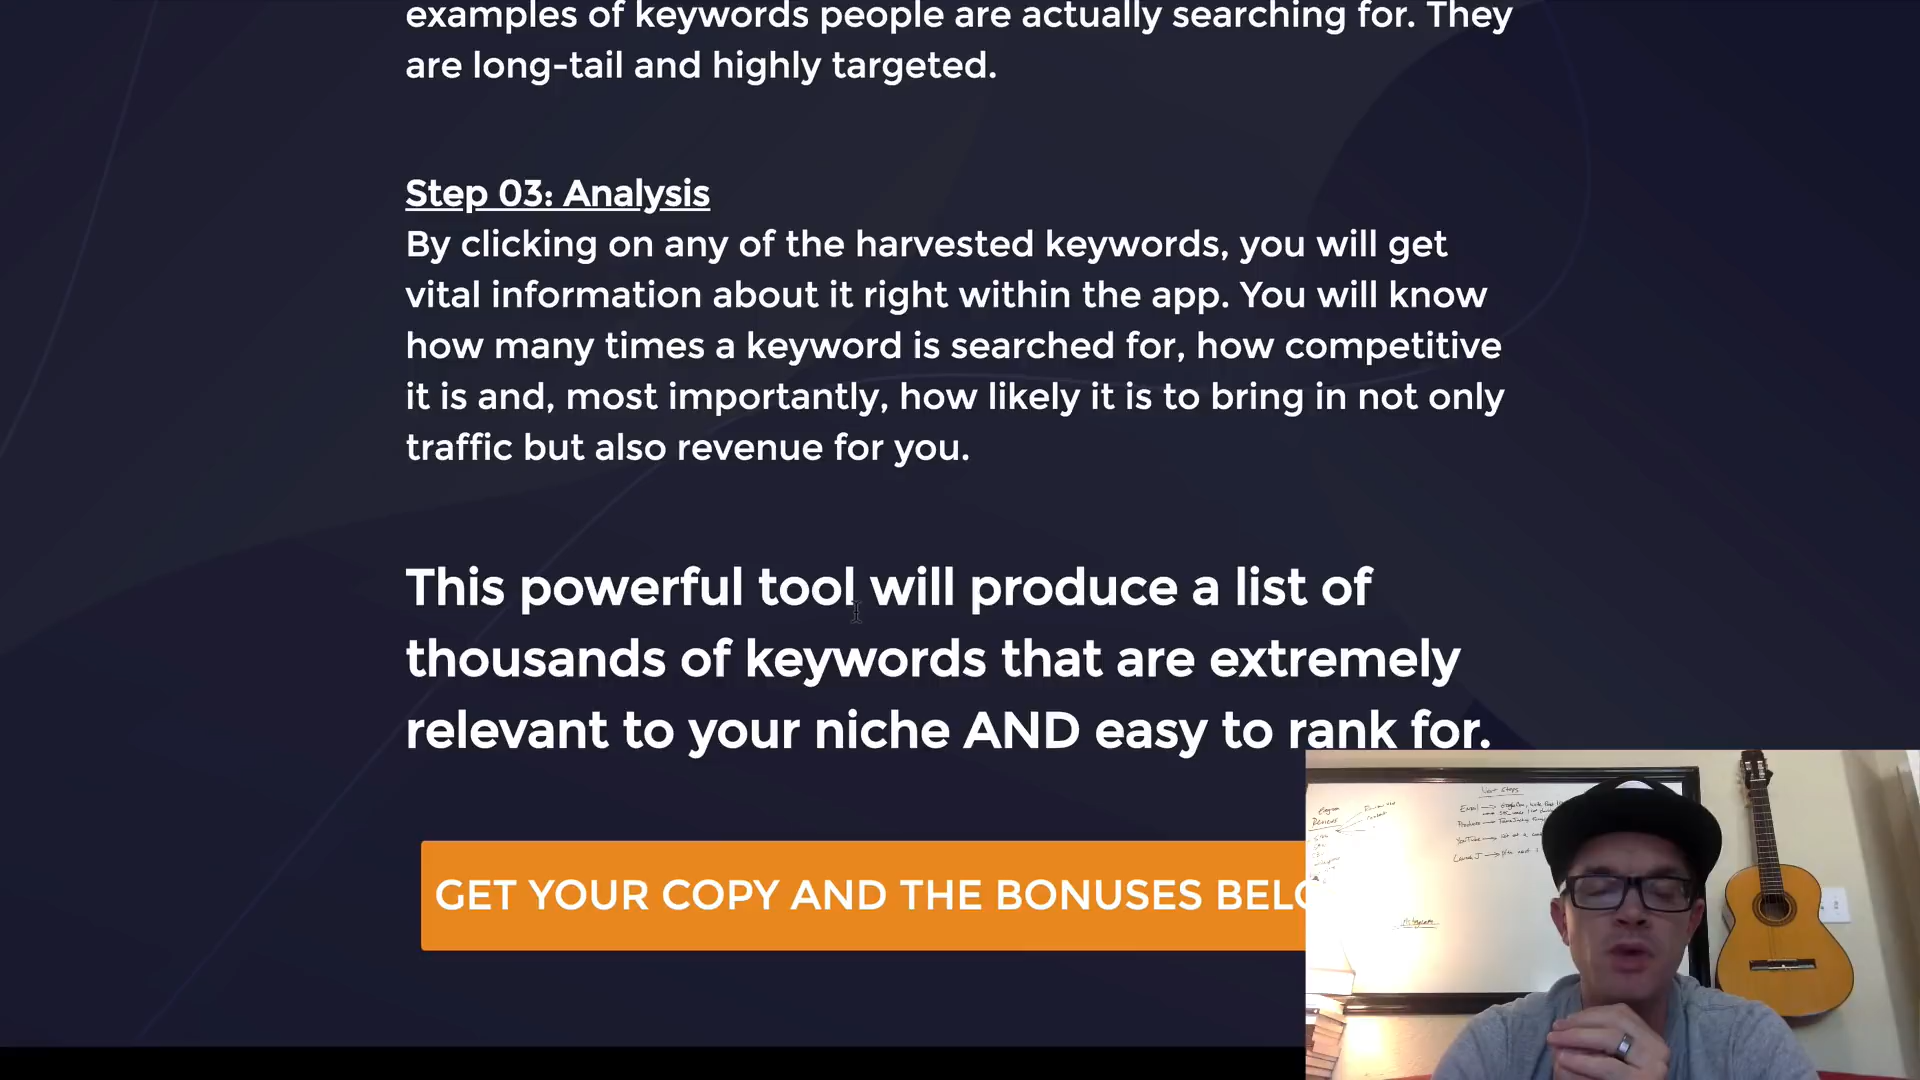 examples of keywords people are actually searching for. They
are long-tail and highly targeted.
Step 03: Analysis
By clicking on any of the harvested keywords, you will get
vital information about it right within the app. You will know
how many times a keyword is searched for, how competitive
it is and, most importantly, how likely it is to bring in not only
traffic but also revenue for you.
This powerful tool will produce a list of
thousands of keywords that are extremely
relevant to your niche AND easy to rank for.
GET YOUR COPY AND THE BONUSES
Next Steps
Reviews
Email
YouTube